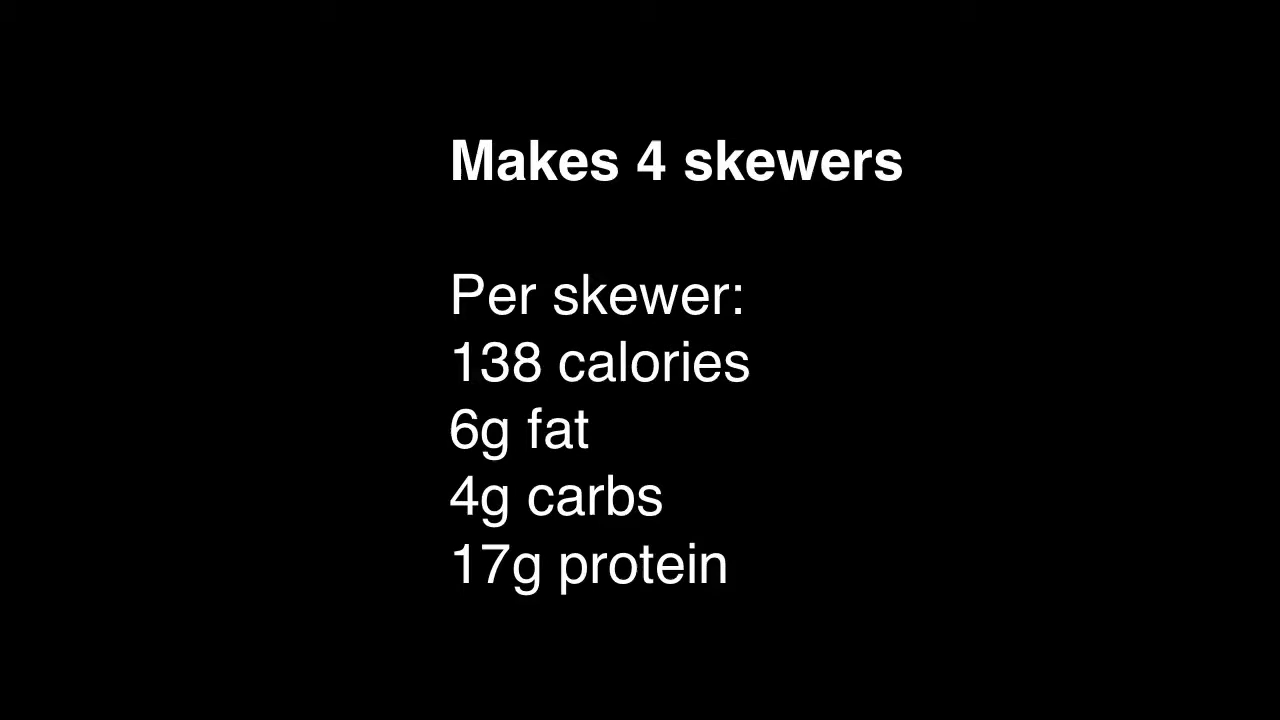 Makes 4 skewers
Per skewer:
138 calories
6g fat
4g carbs
17g protein